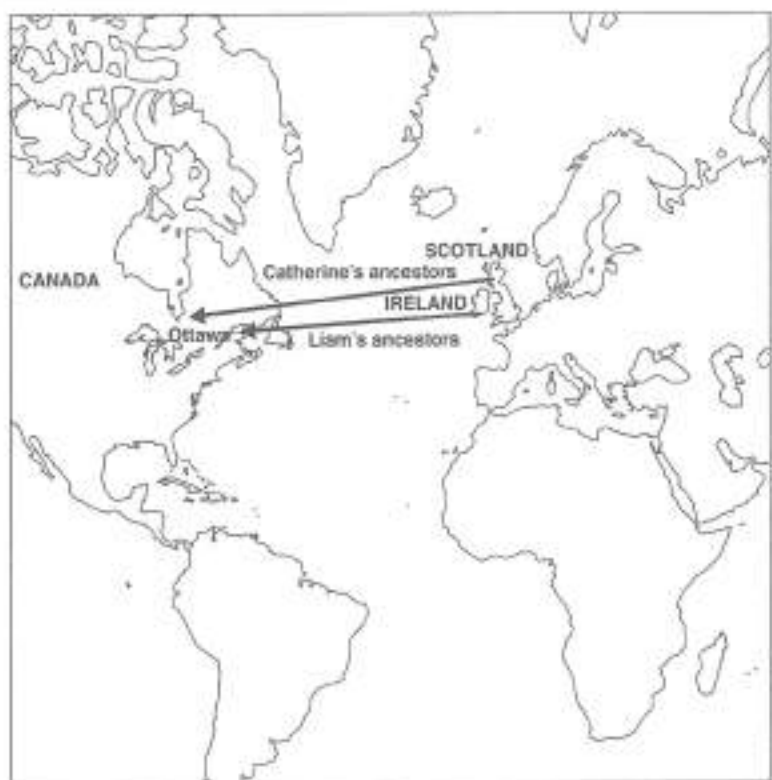 SCOTLAND
Catherine's ancestors
CANADA
IRELAND
Ottawa
Liam's ancestors